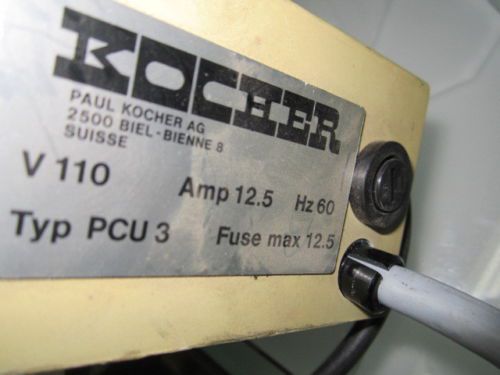 KOCHER
PAUL KOCHER AG
2500 BIEL-BIENNE 8
SUISSE
V 110 Amp 12.5 Hz 60
Typ PCU 3 Fuse max 12.5